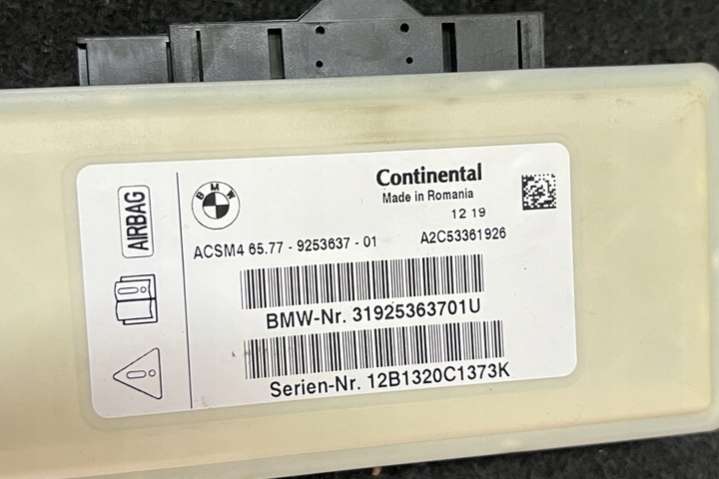 AIRBAG
BMW
Continental
Made in Romania
12 19
ACSM4 65.77 - 9253637 - 01 A2C53361926
BMW-Nr. 31925363701U
Serien-Nr. 12B1320C1373K